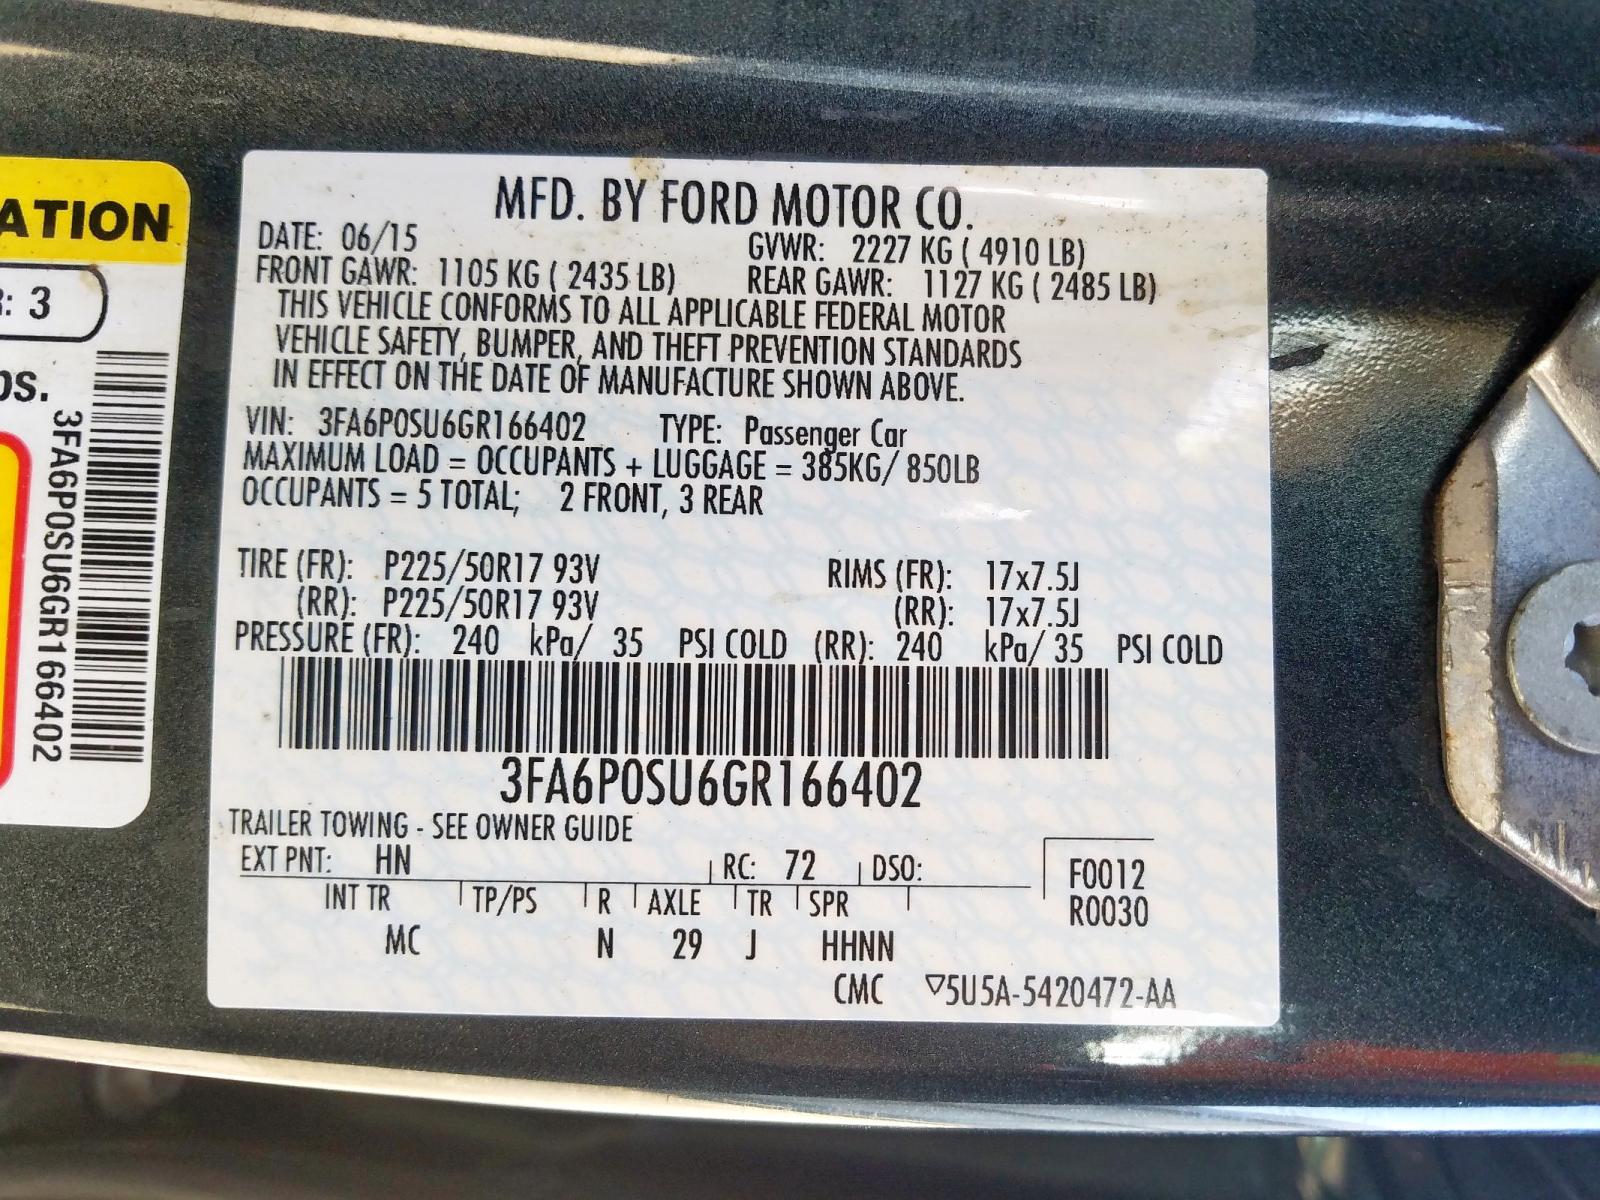 ATION
: 3
os.
3FA6P0SU6GR166402
MFD. BY FORD MOTOR CO.
DATE: 06/15 GVWR: 2227 KG ( 4910 LB)
FRONT GAWR: 1105 KG ( 2435 LB) REAR GAWR: 1127 KG ( 2485 LB)
THIS VEHICLE CONFORMS TO ALL APPLICABLE FEDERAL MOTOR
VEHICLE SAFETY, BUMPER, AND THEFT PREVENTION STANDARDS
IN EFFECT ON THE DATE OF MANUFACTURE SHOWN ABOVE.
VIN: 3FA6P0SU6GR166402 TYPE: Passenger Car
MAXIMUM LOAD = OCCUPANTS + LUGGAGE = 385KG/ 850LB
OCCUPANTS = 5 TOTAL; 2 FRONT, 3 REAR
TIRE (FR): P225/50R17 93V RIMS (FR): 17x7.5J
(RR): P225/50R17 93V (RR): 17x7.5J
PRESSURE (FR): 240 kPa/ 35 PSI COLD (RR): 240 kPa/ 35 PSI COLD
3FA6P0SU6GR166402
TRAILER TOWING - SEE OWNER GUIDE
EXT PNT: HN RC: 72 DSO: F0012
INT TR TP/PS R AXLE TR SPR R0030
MC N 29 J HHNN
CMC ▽5U5A-5420472-AA